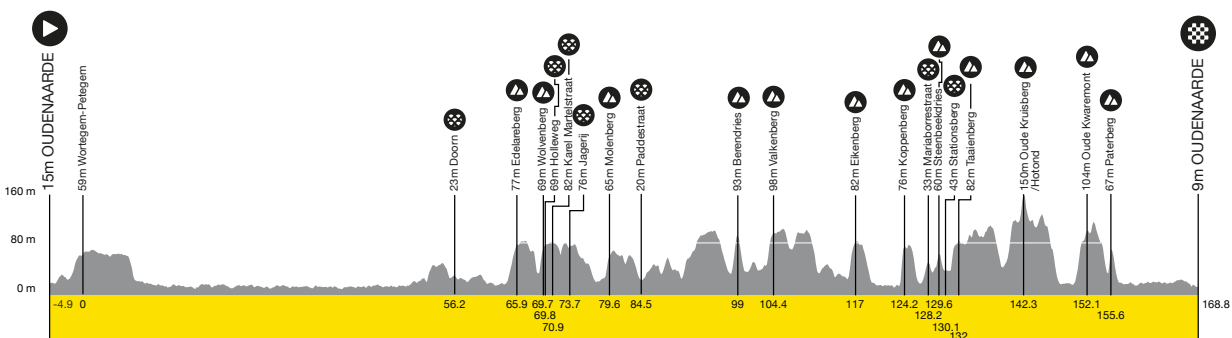 15m OUDENAARDE
59m Wortegem-Petegem
23m Doorn
77m Edelareberg
69m Wolvenberg
69m Holleweg
82m Karel Martelstraat
76m Jagerij
65m Molenberg
20m Paddestraat
93m Berendries
98m Valkenberg
82m Eikenberg
76m Koppenberg
33m Mariaborrestraat
60m Steenbeekdries
43m Stationsberg
82m Taaienberg
150m Oude Kruisberg
/Hotond
104m Oude Kwaremont
67m Paterberg
9m OUDENAARDE
160 m
80 m
0 m
-4.9 0 56.2 65.9 69.7 73.7 79.6 84.5 99 104.4 117 124.2 129.6 142.3 152.1 168.8
69.8 128.2 155.6
70.9 130.1
132